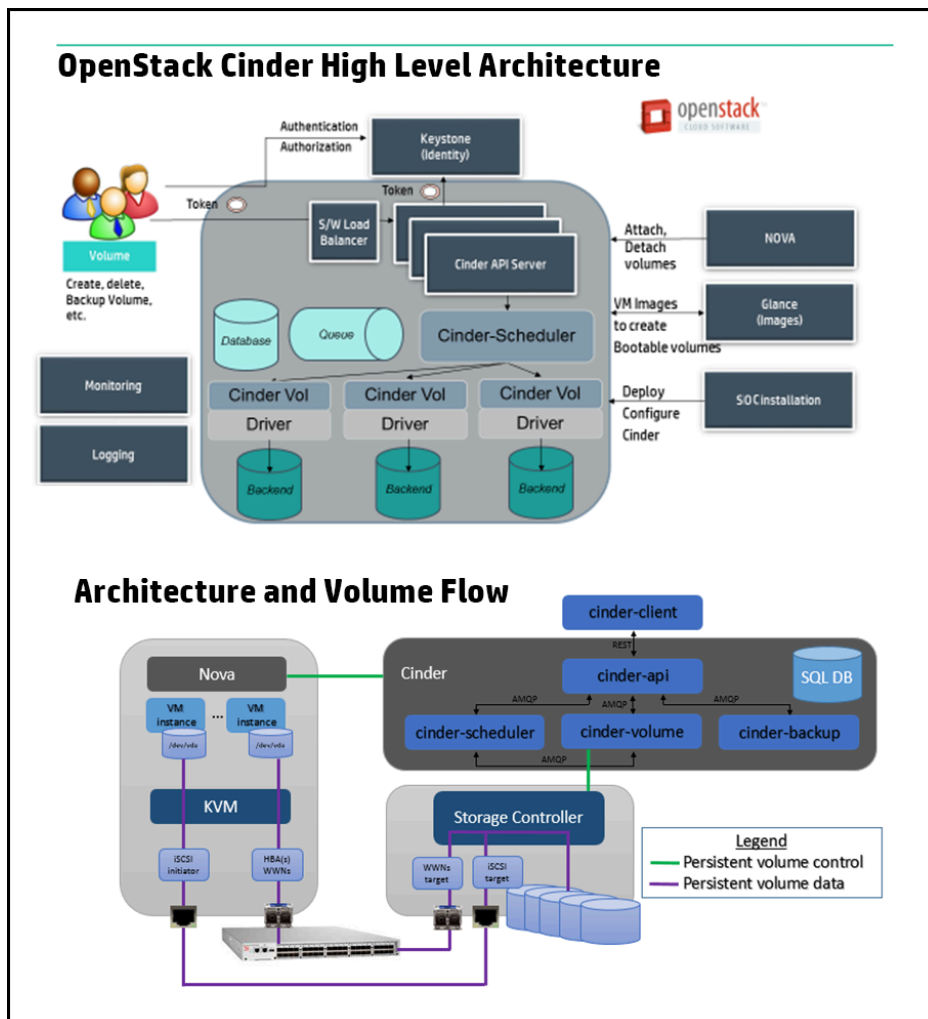 OpenStack Cinder High Level Architecture
openstack
CLOUD SOFTWARE
Authentication
Authorization
Keystone
(Identity)
Token
Token
S/W Load
Balancer
Cinder API Server
Volume
Create, delete,
Backup Volume,
etc.
Attach,
Detach
volumes
NOVA
Database
Queue
Cinder-Scheduler
VM Images
to create
Bootable volumes
Glance
(Images)
Monitoring
Logging
Cinder Vol
Cinder Vol
Cinder Vol
Driver
Driver
Driver
Deploy
Configure
Cinder
SOC installation
Backend
Backend
Backend
Architecture and Volume Flow
cinder-client
REST
Nova
Cinder
cinder-api
SQL DB
VM
instance
...
VM
instance
/dev/vda
/dev/vda
AMQP
AMQP
AMQP
cinder-scheduler
cinder-volume
cinder-backup
AMQP
KVM
Storage Controller
iSCSI
initiator
HBA(s)
WWNs
WWNs
target
iSCSI
target
Legend
Persistent volume control
Persistent volume data